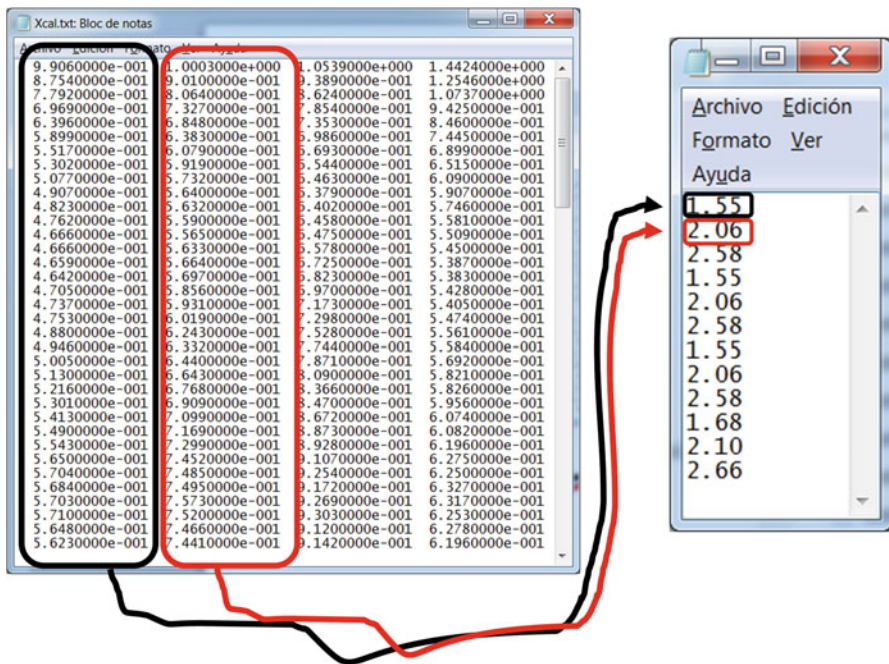 Xcal.txt: Bloc de notas
Archivo Edición Formato Ver Ayuda
9.9060000e-001 1.0003000e+000 1.0539000e+000 1.4424000e+000
8.7540000e-001 9.0100000e-001 9.3890000e-001 1.2546000e+000
7.7920000e-001 8.0640000e-001 8.6240000e-001 1.0737000e+000
6.9690000e-001 7.3270000e-001 7.8540000e-001 9.4250000e-001
6.3960000e-001 6.8480000e-001 7.3530000e-001 8.4600000e-001
5.8990000e-001 6.3830000e-001 6.9860000e-001 7.4450000e-001
5.5170000e-001 6.0790000e-001 6.6930000e-001 6.8990000e-001
5.3020000e-001 5.9190000e-001 6.5440000e-001 6.5150000e-001
5.0770000e-001 5.7320000e-001 6.4630000e-001 6.0900000e-001
4.9070000e-001 5.6400000e-001 6.3790000e-001 5.9070000e-001
4.8230000e-001 5.6320000e-001 6.4020000e-001 5.7460000e-001
4.7620000e-001 5.5900000e-001 6.4580000e-001 5.5810000e-001
4.6660000e-001 5.5650000e-001 6.4750000e-001 5.5090000e-001
4.6660000e-001 5.6330000e-001 6.5780000e-001 5.4500000e-001
4.6590000e-001 5.6640000e-001 6.7250000e-001 5.3870000e-001
4.6420000e-001 5.6970000e-001 6.8230000e-001 5.3830000e-001
4.7050000e-001 5.8560000e-001 6.9700000e-001 5.4280000e-001
4.7370000e-001 5.9310000e-001 7.1730000e-001 5.4050000e-001
4.7530000e-001 6.0190000e-001 7.2980000e-001 5.4740000e-001
4.8800000e-001 6.2430000e-001 7.5280000e-001 5.5610000e-001
4.9460000e-001 6.3320000e-001 7.7440000e-001 5.5840000e-001
5.0050000e-001 6.4400000e-001 7.8710000e-001 5.6920000e-001
5.1300000e-001 6.6430000e-001 8.0900000e-001 5.8210000e-001
5.2160000e-001 6.7680000e-001 8.3660000e-001 5.8260000e-001
5.3010000e-001 6.9090000e-001 8.4700000e-001 5.9560000e-001
5.4130000e-001 7.0990000e-001 8.6720000e-001 6.0740000e-001
5.4900000e-001 7.1690000e-001 8.8730000e-001 6.0820000e-001
5.5430000e-001 7.2990000e-001 8.9280000e-001 6.1960000e-001
5.6500000e-001 7.4520000e-001 9.1070000e-001 6.2750000e-001
5.7040000e-001 7.4850000e-001 9.2540000e-001 6.2500000e-001
5.6840000e-001 7.4950000e-001 9.1720000e-001 6.3270000e-001
5.7030000e-001 7.5730000e-001 9.2690000e-001 6.3170000e-001
5.7100000e-001 7.5200000e-001 9.3030000e-001 6.2530000e-001
5.6480000e-001 7.4660000e-001 9.1200000e-001 6.2780000e-001
5.6230000e-001 7.4410000e-001 9.1420000e-001 6.1960000e-001
Archivo Edición
Formato Ver
Ayuda
1.55
2.06
2.58
1.55
2.06
2.58
1.55
2.06
2.58
1.68
2.10
2.66